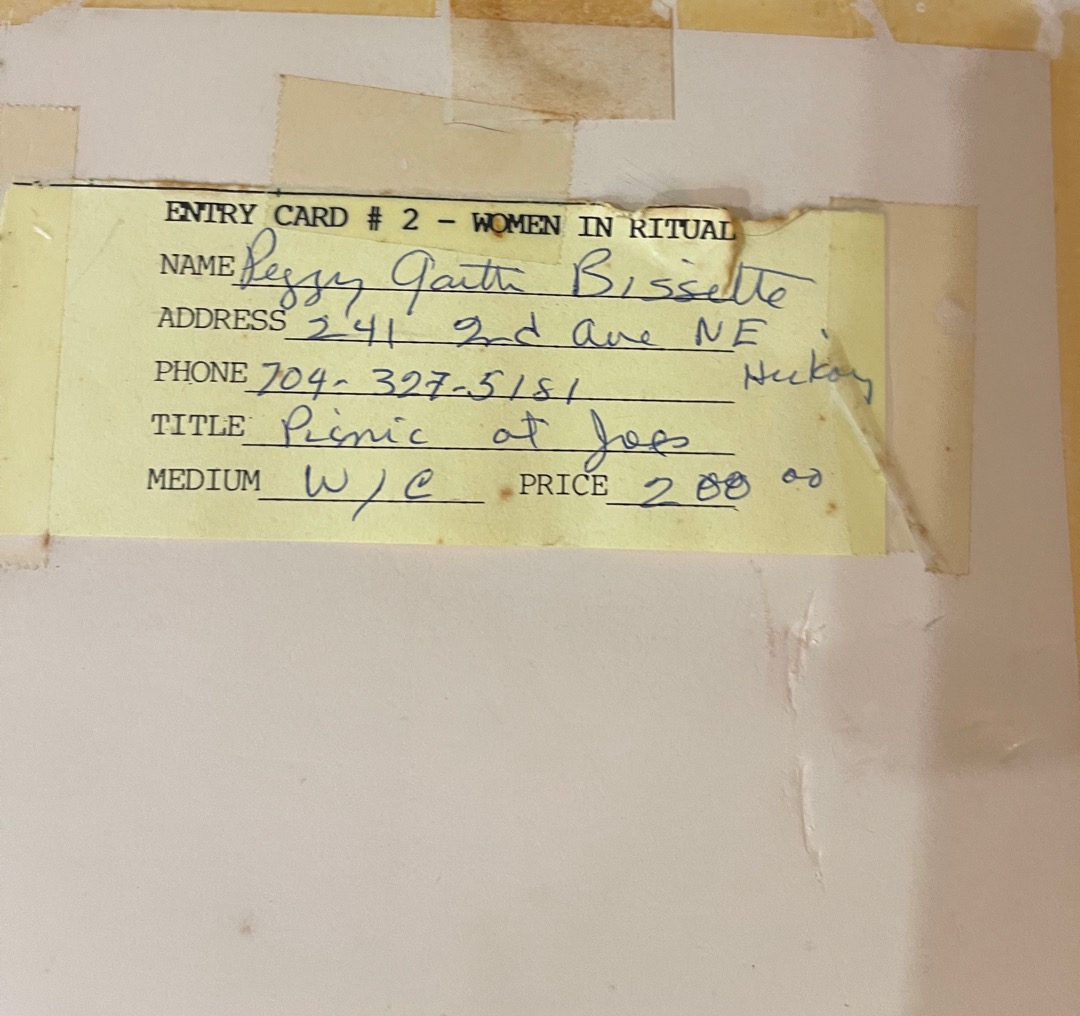 ENTRY CARD # 2 - WOMEN IN RITUAL
NAME Peggy Gaith Bissette
ADDRESS 241 2nd Ave NE
PHONE 704-327-5181 Hickory
TITLE Picnic at Joes
MEDIUM W/C PRICE 200 00